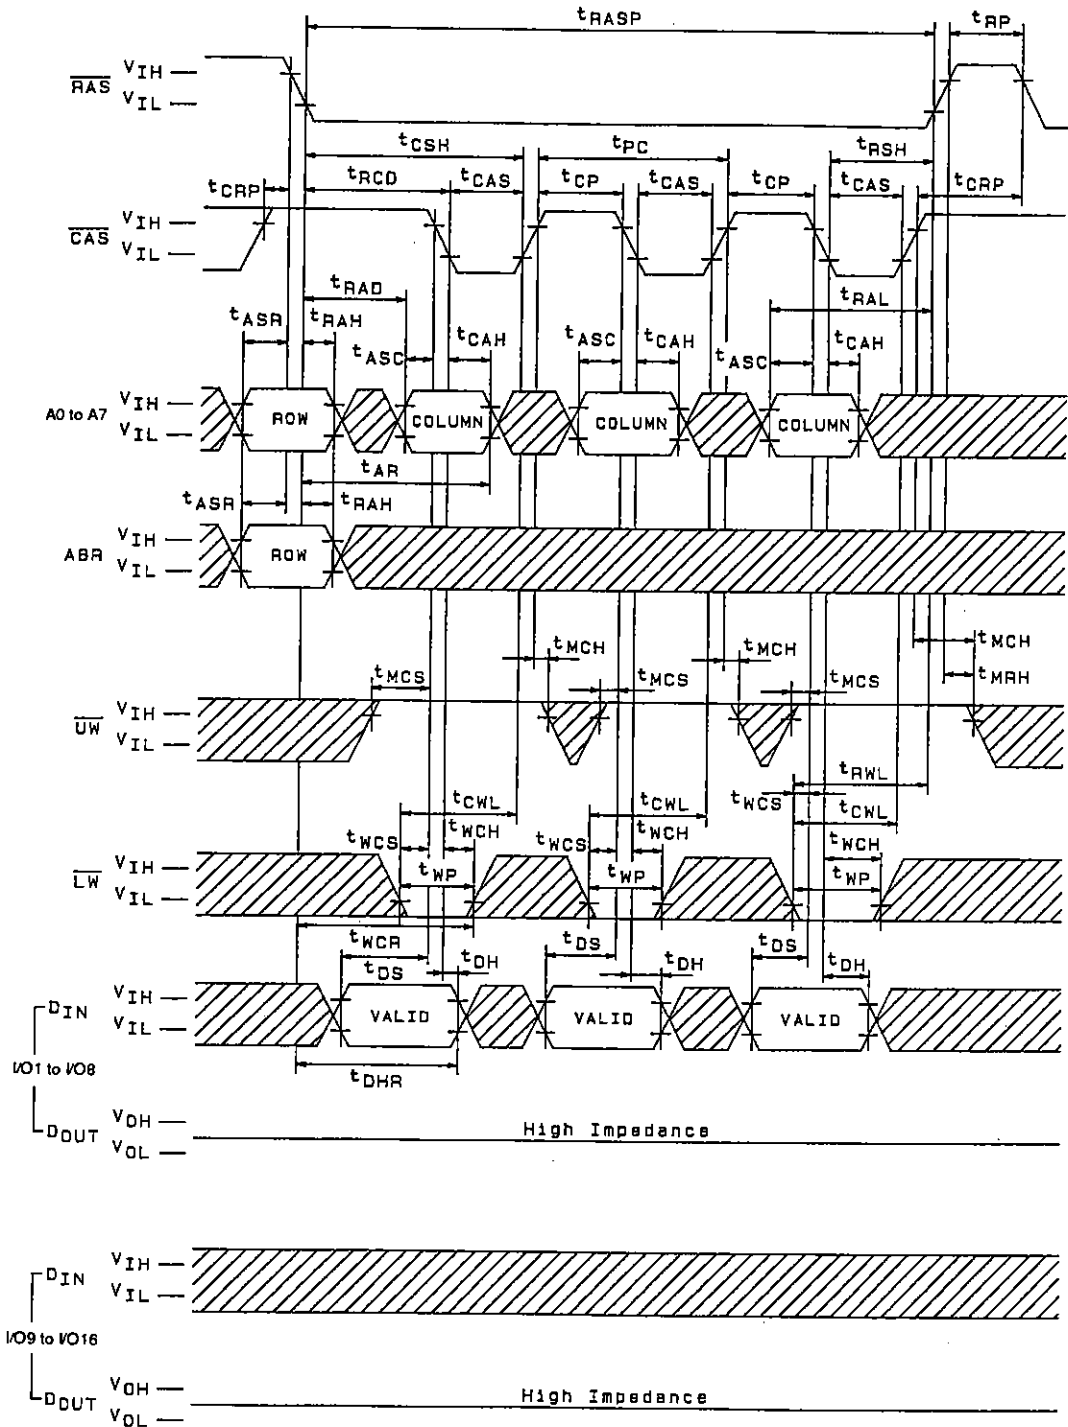 tRASP tRP
RAS VIH VIL
tCSH tPC tRSH
tCRP tRCD tCAS tCP tCAS tCP tCAS tCRP
CAS VIH VIL
tRAD tRAL
tASR tRAH tASC tCAH tASC tCAH tASC tCAH
A0 to A7 VIH VIL ROW COLUMN COLUMN COLUMN
tAR
tASR tRAH
A8R VIH VIL ROW
tMCH tMCH tMCH
tMCS tMCS tMCS tMRH
UW VIH VIL
tRWL
tCWL tCWL tWCS tCWL
tWCS tWCH tWCS tWCH tWCH
tWP tWP tWP
LW VIH VIL
tWCR tDS tDS
tDS tDH tDH tDH
DIN VIH VIL VALID VALID VALID
I/O1 to I/O8
tDHR
DOUT VOH VOL High Impedance
DIN VIH VIL
I/O9 to I/O16
DOUT VOH VOL High Impedance